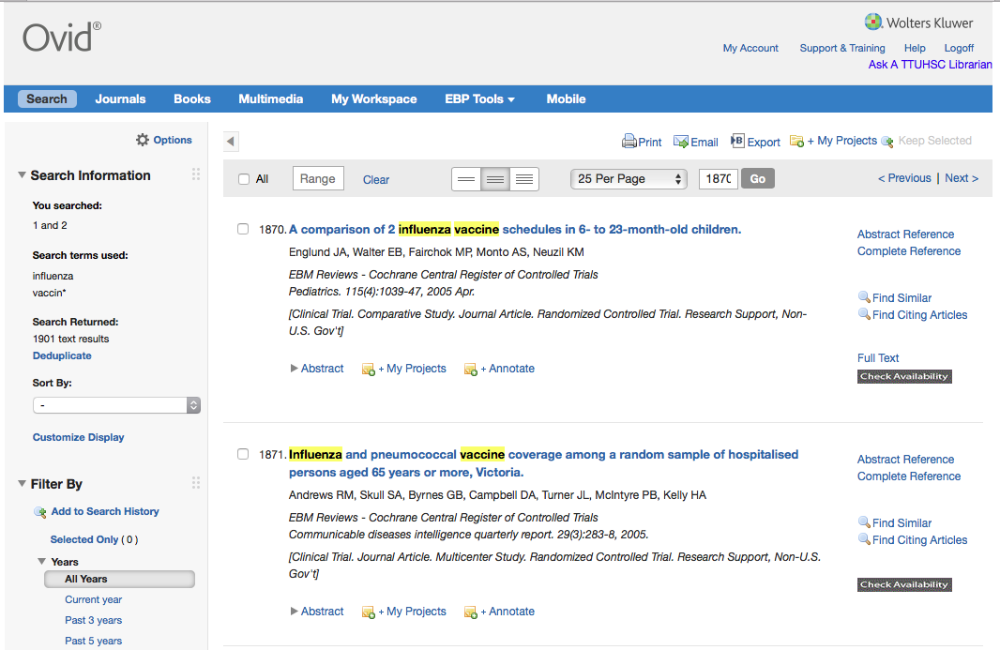 Ovid®
Wolters Kluwer
My Account Support & Training Help Logoff
Ask A TTUHSC Librarian
Search Journals Books Multimedia My Workspace EBP Tools Mobile
Options
Search Information
You searched:
1 and 2
Search terms used:
influenza
vaccin*
Search Returned:
1901 text results
Deduplicate
Sort By:
-
Customize Display
Filter By
Add to Search History
Selected Only ( 0 )
Years
All Years
Current year
Past 3 years
Past 5 years
Print Email Export + My Projects Keep Selected
All Range Clear 25 Per Page 1870 Go < Previous | Next >
1870. A comparison of 2 influenza vaccine schedules in 6- to 23-month-old children.
Englund JA, Walter EB, Fairchok MP, Monto AS, Neuzil KM
EBM Reviews - Cochrane Central Register of Controlled Trials
Pediatrics. 115(4):1039-47, 2005 Apr.
[Clinical Trial. Comparative Study. Journal Article. Randomized Controlled Trial. Research Support, Non-
U.S. Gov't]
Abstract + My Projects + Annotate
Abstract Reference
Complete Reference
Find Similar
Find Citing Articles
Full Text
Check Availability
1871. Influenza and pneumococcal vaccine coverage among a random sample of hospitalised
persons aged 65 years or more, Victoria.
Andrews RM, Skull SA, Byrnes GB, Campbell DA, Turner JL, McIntyre PB, Kelly HA
EBM Reviews - Cochrane Central Register of Controlled Trials
Communicable diseases intelligence quarterly report. 29(3):283-8, 2005.
[Clinical Trial. Journal Article. Multicenter Study. Randomized Controlled Trial. Research Support, Non-U.S.
Gov't]
Abstract + My Projects + Annotate
Abstract Reference
Complete Reference
Find Similar
Find Citing Articles
Check Availability